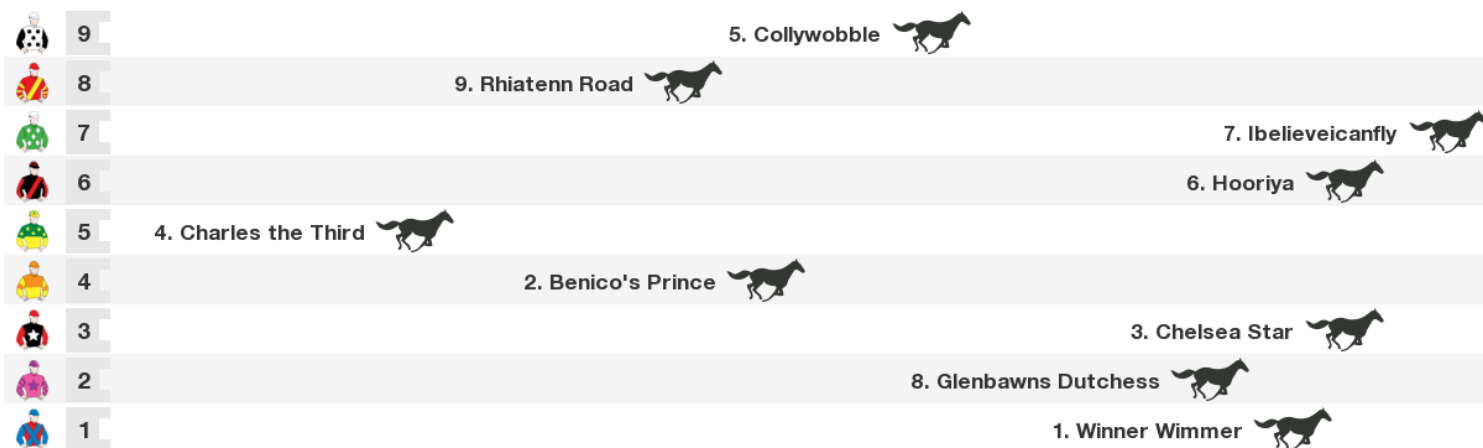 9 5. Collywobble
8 9. Rhiatenn Road
7 7. Ibelieveicanfly
6 6. Hooriya
5 4. Charles the Third
4 2. Benico's Prince
3 3. Chelsea Star
2 8. Glenbawns Dutchess
1 1. Winner Wimmer